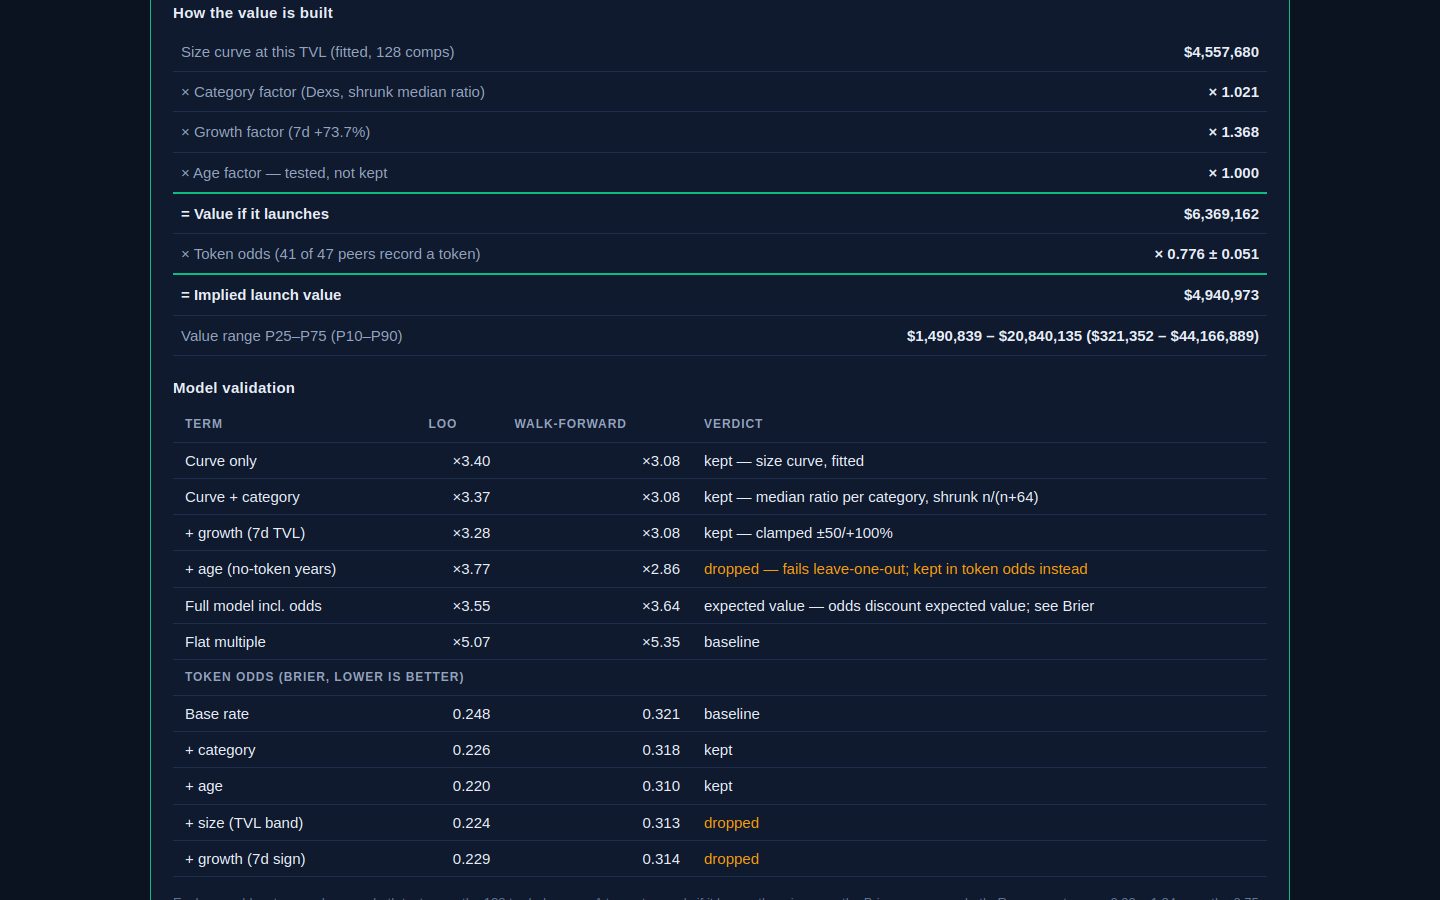 How the value is built
Size curve at this TVL (fitted, 128 comps) $4,557,680
× Category factor (Dexs, shrunk median ratio) × 1.021
× Growth factor (7d +73.7%) × 1.368
× Age factor — tested, not kept × 1.000
= Value if it launches $6,369,162
× Token odds (41 of 47 peers record a token) × 0.776 ± 0.051
= Implied launch value $4,940,973
Value range P25–P75 (P10–P90) $1,490,839 – $20,840,135 ($321,352 – $44,166,889)
Model validation
TERM LOO WALK-FORWARD VERDICT
Curve only ×3.40 ×3.08 kept — size curve, fitted
Curve + category ×3.37 ×3.08 kept — median ratio per category, shrunk n/(n+64)
+ growth (7d TVL) ×3.28 ×3.08 kept — clamped ±50/+100%
+ age (no-token years) ×3.77 ×2.86 dropped — fails leave-one-out; kept in token odds instead
Full model incl. odds ×3.55 ×3.64 expected value — odds discount expected value; see Brier
Flat multiple ×5.07 ×5.35 baseline
TOKEN ODDS (BRIER, LOWER IS BETTER)
Base rate 0.248 0.321 baseline
+ category 0.226 0.318 kept
+ age 0.220 0.310 kept
+ size (TVL band) 0.224 0.313 dropped
+ growth (7d sign) 0.229 0.314 dropped